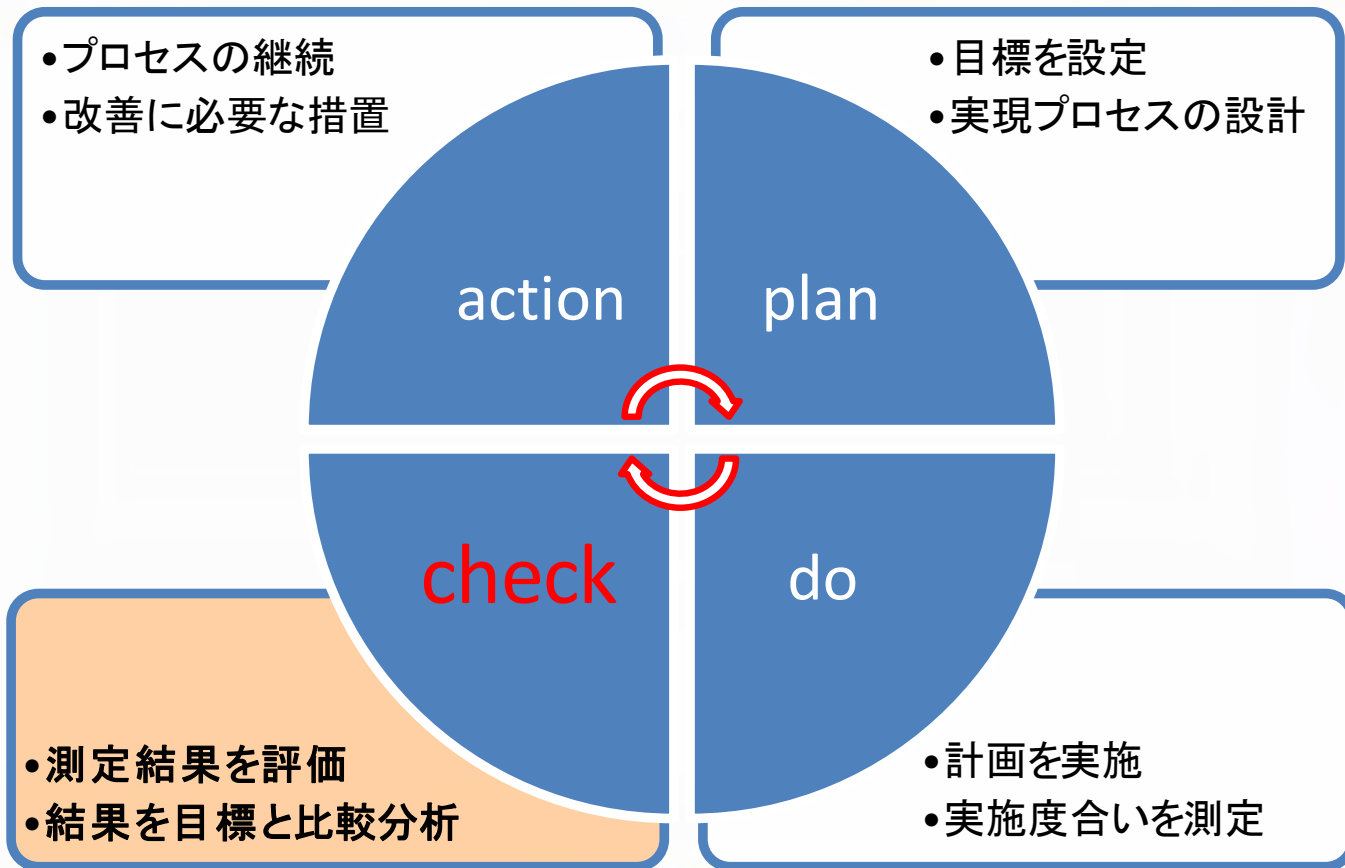 •プロセスの継続
•改善に必要な措置
•目標を設定
•実現プロセスの設計
action
plan
check
do
•測定結果を評価
•結果を目標と比較分析
•計画を実施
•実施度合いを測定